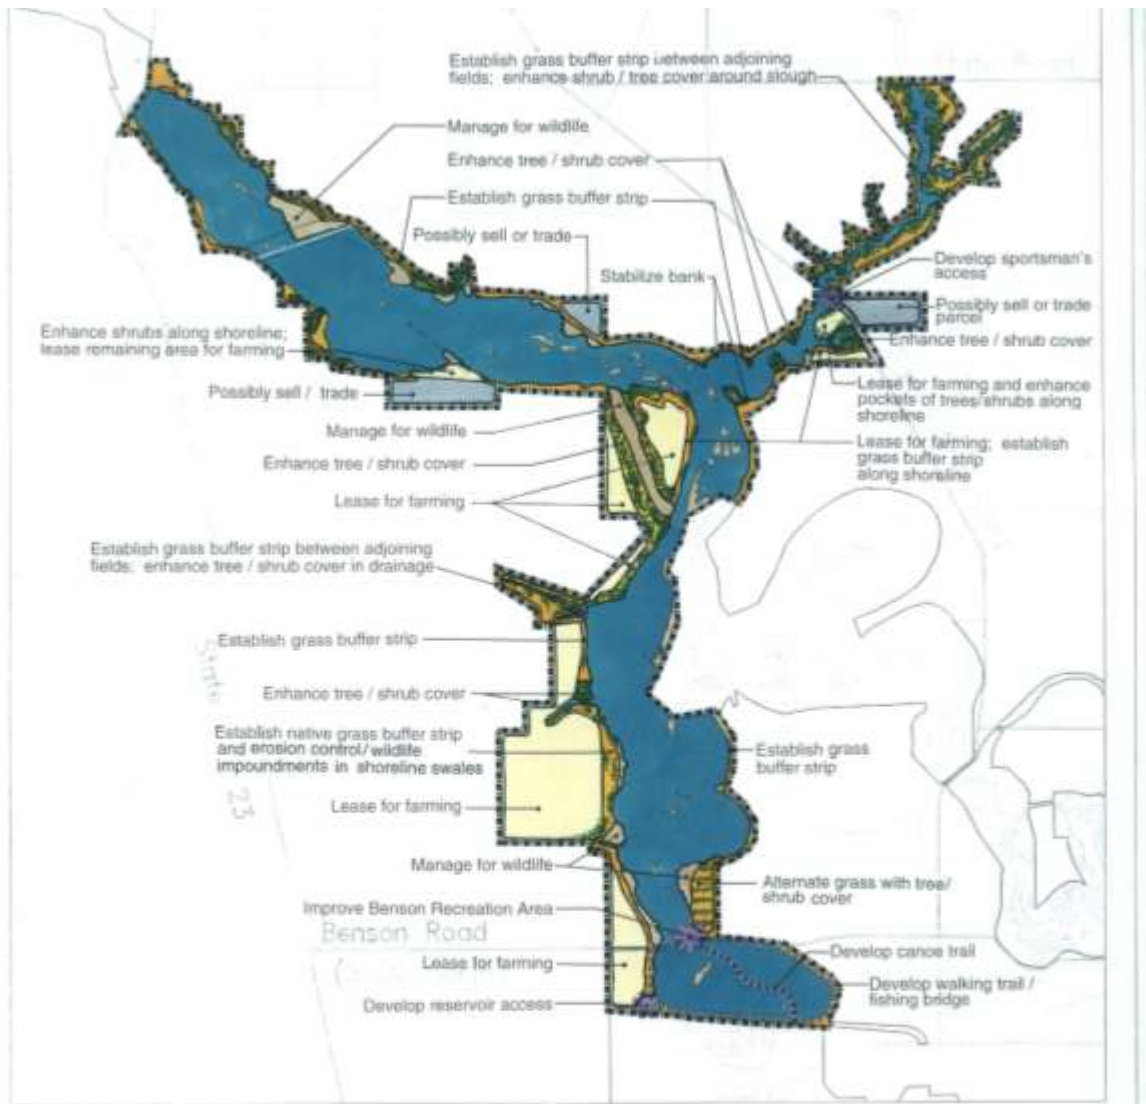 Establish grass buffer strip between adjoining
fields; enhance shrub / tree cover around slough
Manage for wildlife
Enhance tree / shrub cover
Establish grass buffer strip
Possibly sell or trade
Stabilize bank
Develop sportsman's
access
Possibly sell or trade
parcel
Enhance tree / shrub cover
Enhance shrubs along shoreline;
lease remaining area for farming
Possibly sell / trade
Lease for farming and enhance
pockets of trees/shrubs along
shoreline
Manage for wildlife
Enhance tree / shrub cover
Lease for farming; establish
grass buffer strip
along shoreline
Lease for farming
Establish grass buffer strip between adjoining
fields; enhance tree / shrub cover in drainage
Establish grass buffer strip
Enhance tree / shrub cover
Establish native grass buffer strip
and erosion control/wildlife
impoundments in shoreline swales
Establish grass
buffer strip
23
Lease for farming
Manage for wildlife
Alternate grass with tree/
shrub cover
Improve Benson Recreation Area
Benson Road
Develop canoe trail
Lease for farming
Develop walking trail /
fishing bridge
Develop reservoir access